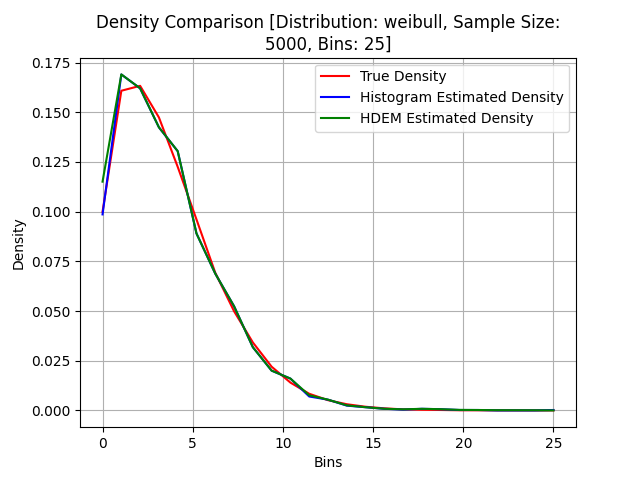 Density Comparison [Distribution: weibull, Sample Size:
5000, Bins: 25]
True Density
Histogram Estimated Density
HDEM Estimated Density
Density
0.175
0.150
0.125
0.100
0.075
0.050
0.025
0.000
0 5 10 15 20 25
Bins